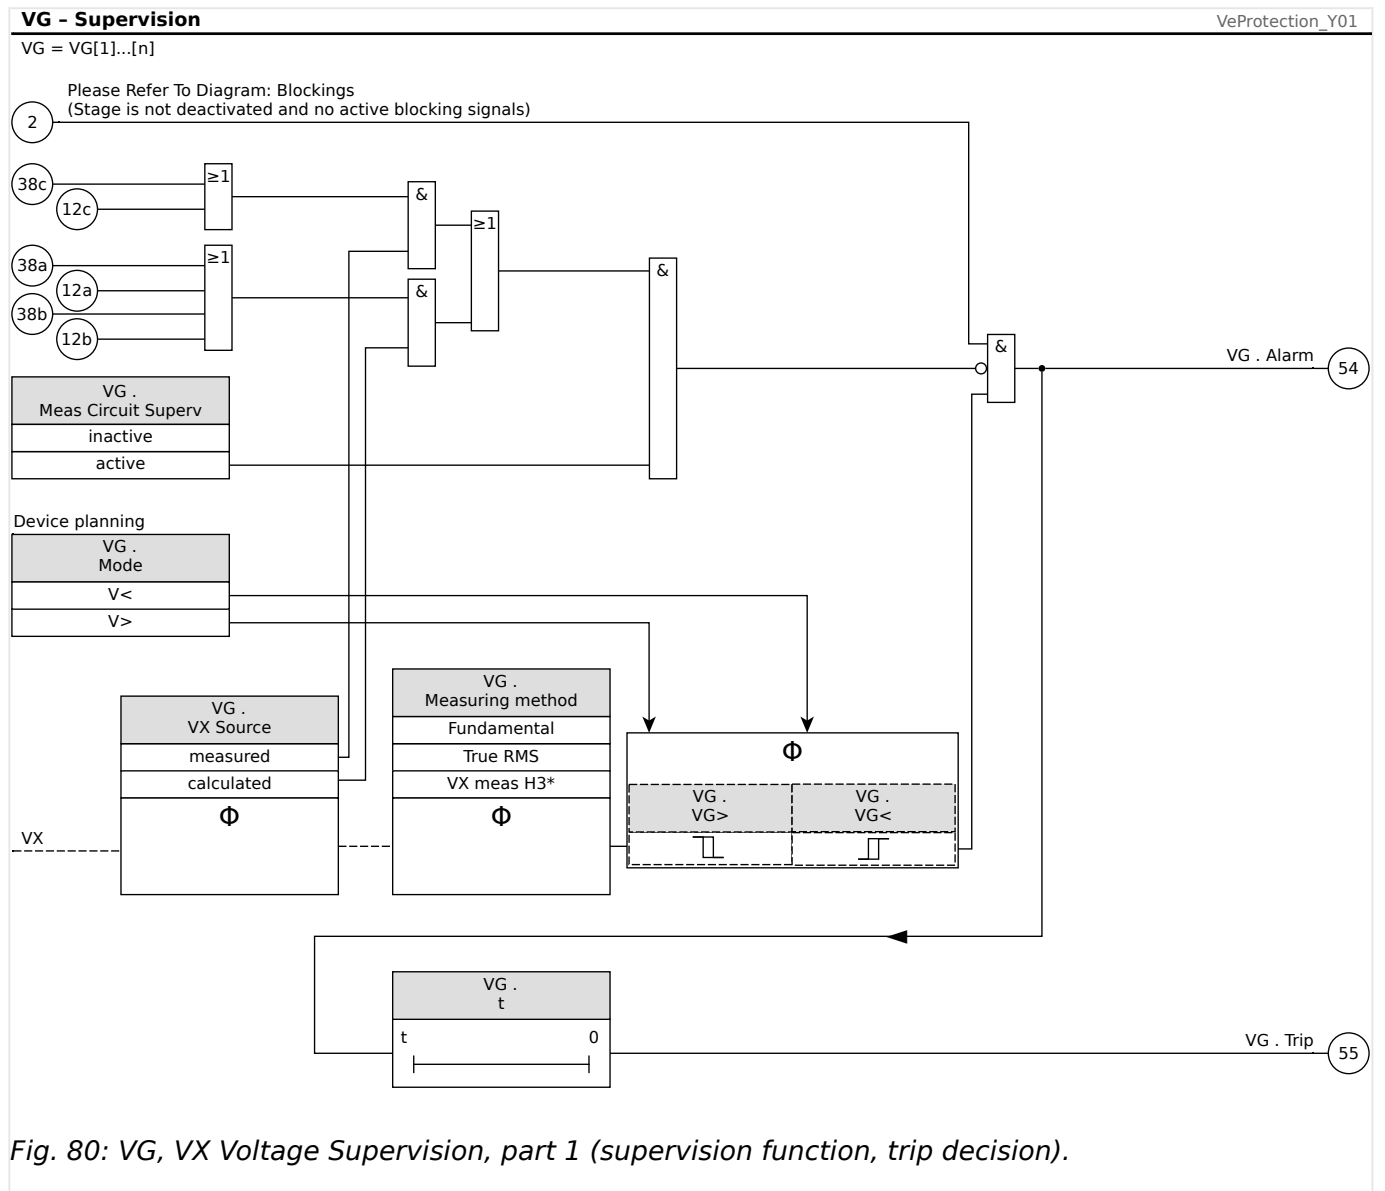 VG – Supervision
VeProtection_Y01
VG = VG[1]...[n]
Please Refer To Diagram: Blockings
(Stage is not deactivated and no active blocking signals)
2
38c
12c
≥1
&
≥1
38a
12a
38b
12b
≥1
&
&
&
VG . Alarm
54
VG .
Meas Circuit Superv
inactive
active
Device planning
VG .
Mode
V<
V>
VG .
VX Source
measured
calculated
Φ
VX
VG .
Measuring method
Fundamental
True RMS
VX meas H3*
Φ
Φ
VG .
VG>
VG .
VG<
VG .
t
t
0
VG . Trip
55
Fig. 80: VG, VX Voltage Supervision, part 1 (supervision function, trip decision).